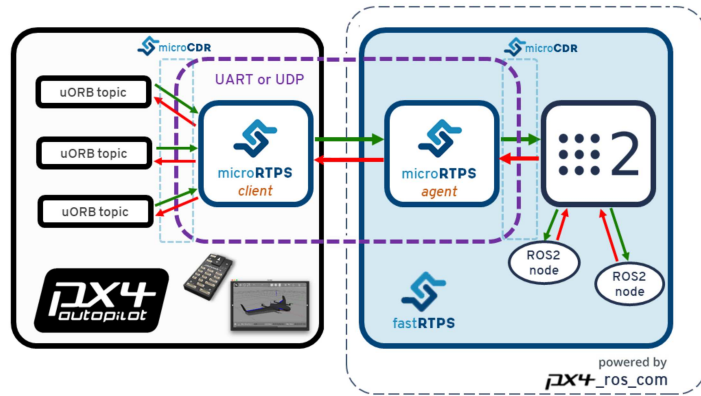 microCDR
microCDR
UART or UDP
uORB topic
uORB topic
uORB topic
microRTPS
client
microRTPS
agent
2
ROS2
node
ROS2
node
px4
autopilot
fastRTPS
powered by
px4_ros_com